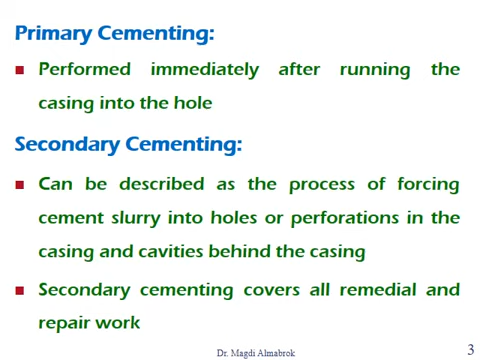 Primary Cementing:
Performed immediately after running the
casing into the hole
Secondary Cementing:
Can be described as the process of forcing
cement slurry into holes or perforations in the
casing and cavities behind the casing
Secondary cementing covers all remedial and
repair work
Dr. Magdi Almabrok
3